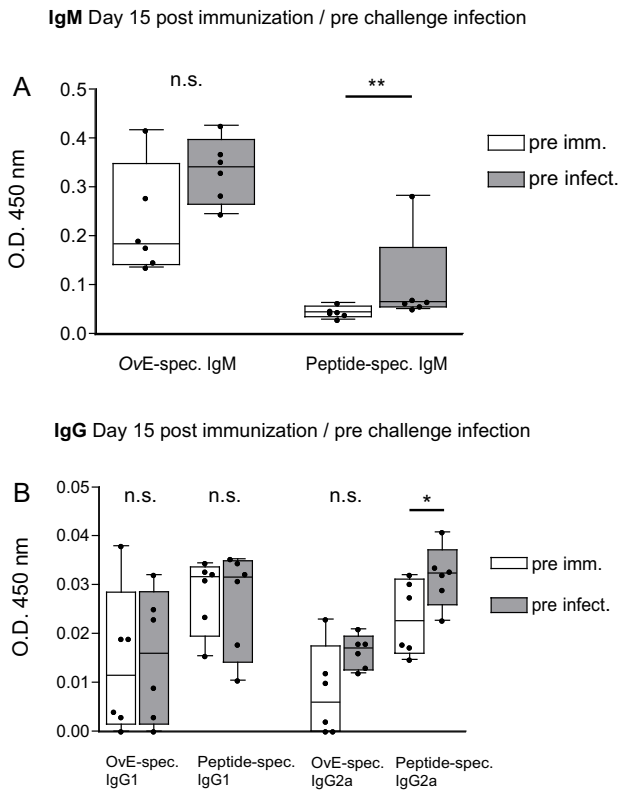 IgM Day 15 post immunization / pre challenge infection
A
n.s.
**
0.5
0.4
0.3
0.2
0.1
0.0
O.D. 450 nm
pre imm.
pre infect.
OvE-spec. IgM
Peptide-spec. IgM
IgG Day 15 post immunization / pre challenge infection
B
n.s.
n.s.
n.s.
*
0.05
0.04
0.03
0.02
0.01
0.00
O.D. 450 nm
pre imm.
pre infect.
OvE-spec.
IgG1
Peptide-spec.
IgG1
OvE-spec.
IgG2a
Peptide-spec.
IgG2a